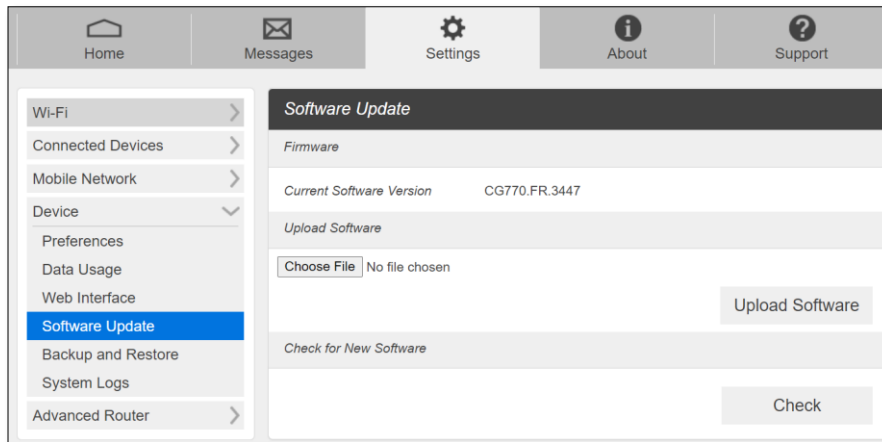 Home Messages Settings About Support
Wi-Fi
Connected Devices
Mobile Network
Device
Preferences
Data Usage
Web Interface
Software Update
Backup and Restore
System Logs
Advanced Router
Software Update
Firmware
Current Software Version CG770.FR.3447
Upload Software
Choose File No file chosen
Upload Software
Check for New Software
Check